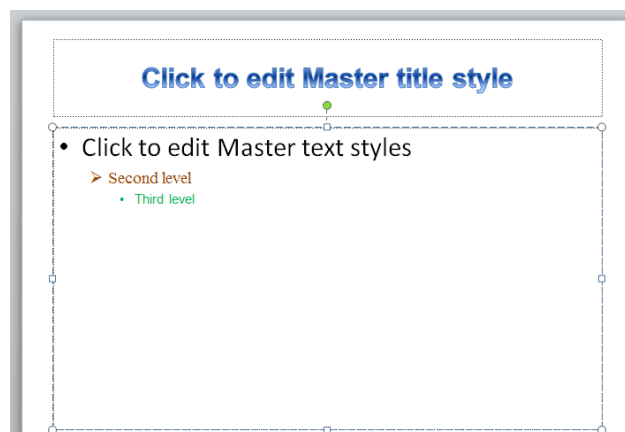 Click to edit Master title style
• Click to edit Master text styles
➢ Second level
• Third level